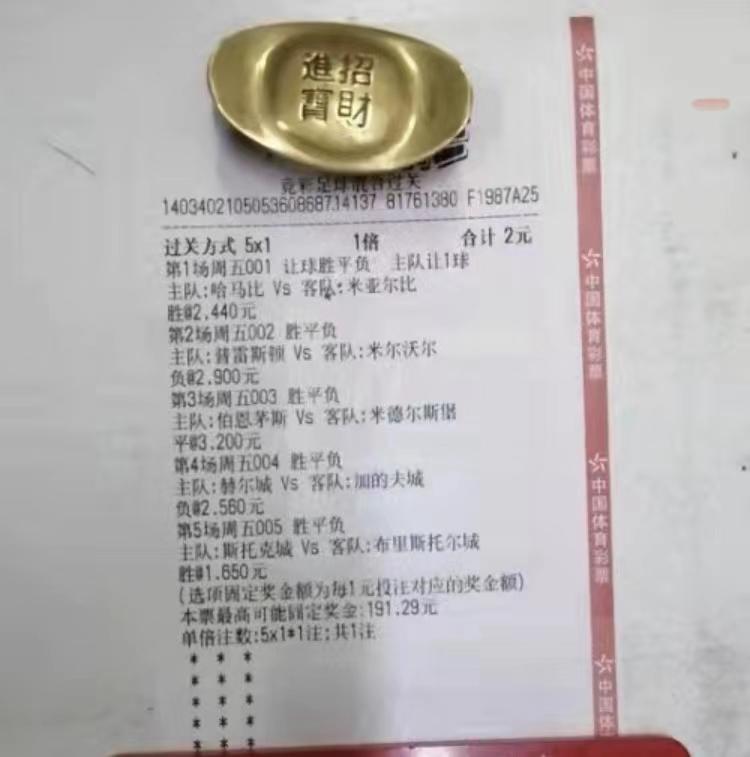 進招
寶財
竞彩足球混合过关
14034021050536086871​4137 81761380 F1987A25
过关方式 5x1 1倍 合计 2元
第1场周五001 让球胜平负 主队让1球
主队:哈马比 Vs 客队:米亚尔比
胜@2.440元
第2场周五002 胜平负
主队:普雷斯顿 Vs 客队:米尔沃尔
负@2.900元
第3场周五003 胜平负
主队:伯恩茅斯 Vs 客队:米德尔斯堡
平@3.200元
第4场周五004 胜平负
主队:赫尔城 Vs 客队:加的夫城
负@2.560元
第5场周五005 胜平负
主队:斯托克城 Vs 客队:布里斯托尔城
胜@1.650元
(选项固定奖金额为每1元投注对应的奖金额)
本票最高可能固定奖金:191.29元
单倍注数:5x1*1注;共1注
* * *
* * *
* * *
* * *
* * *
中国体育彩票
中国体育彩票
中国体育彩票
中国体